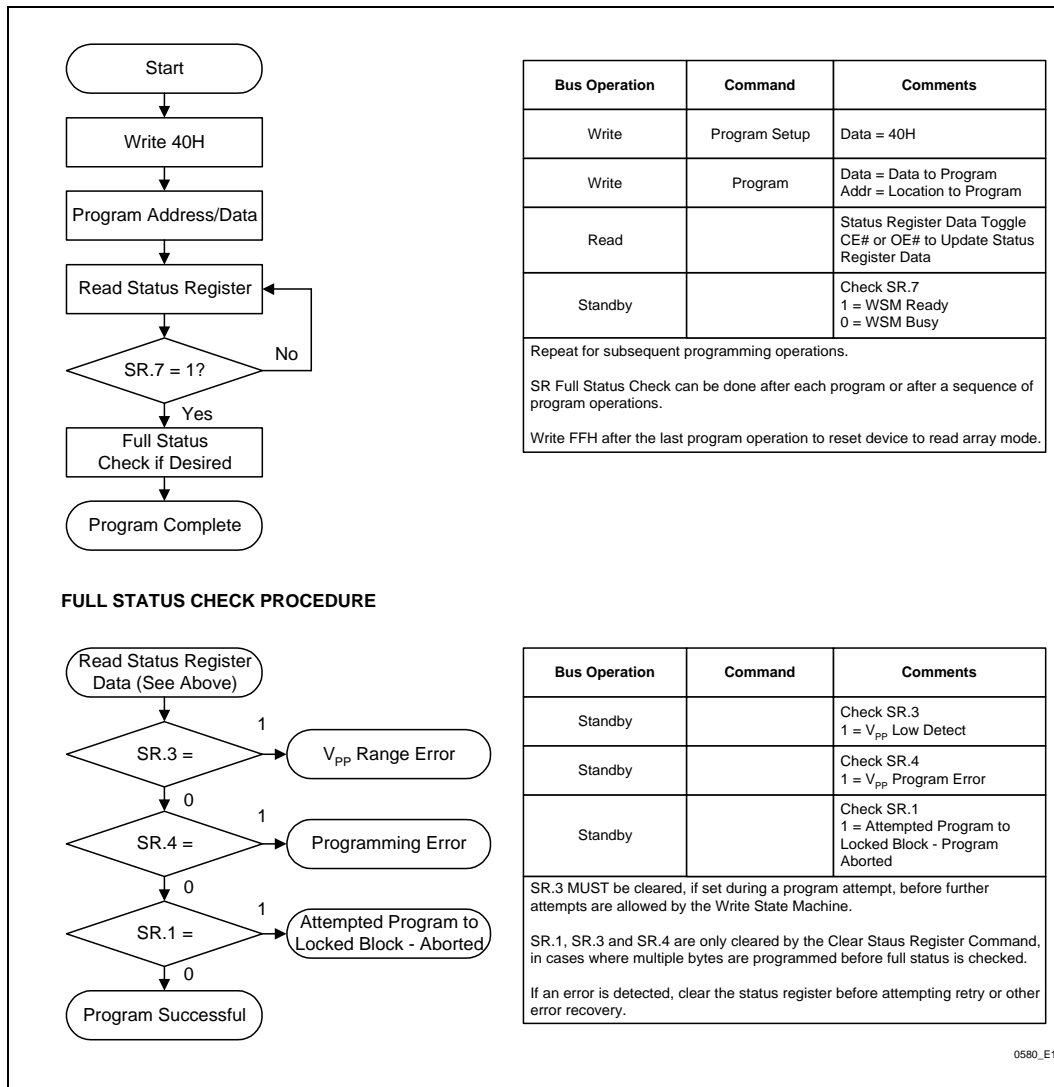 Start
Write 40H
Program Address/Data
Read Status Register
No
SR.7 = 1?
Yes
Full Status
Check if Desired
Program Complete
Bus Operation Command Comments
Write Program Setup Data = 40H
Write Program Data = Data to Program
Addr = Location to Program
Read Status Register Data Toggle
CE# or OE# to Update Status
Register Data
Standby Check SR.7
1 = WSM Ready
0 = WSM Busy
Repeat for subsequent programming operations.
SR Full Status Check can be done after each program or after a sequence of
program operations.
Write FFH after the last program operation to reset device to read array mode.
FULL STATUS CHECK PROCEDURE
Read Status Register
Data (See Above)
SR.3 =
1
V_PP Range Error
0
SR.4 =
1
Programming Error
0
SR.1 =
1
Attempted Program to
Locked Block - Aborted
0
Program Successful
Bus Operation Command Comments
Standby Check SR.3
1 = V_PP Low Detect
Standby Check SR.4
1 = V_PP Program Error
Standby Check SR.1
1 = Attempted Program to
Locked Block - Program
Aborted
SR.3 MUST be cleared, if set during a program attempt, before further
attempts are allowed by the Write State Machine.
SR.1, SR.3 and SR.4 are only cleared by the Clear Staus Register Command,
in cases where multiple bytes are programmed before full status is checked.
If an error is detected, clear the status register before attempting retry or other
error recovery.
0580_E1